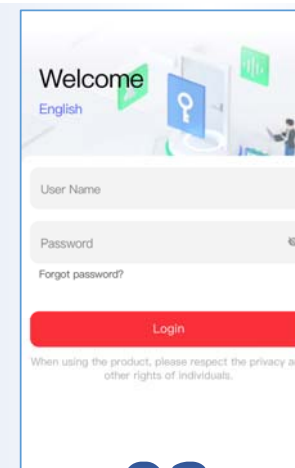 Welcome
English
User Name
Password
Forgot password?
Login
When using the product, please respect the privacy a
other rights of individuals.